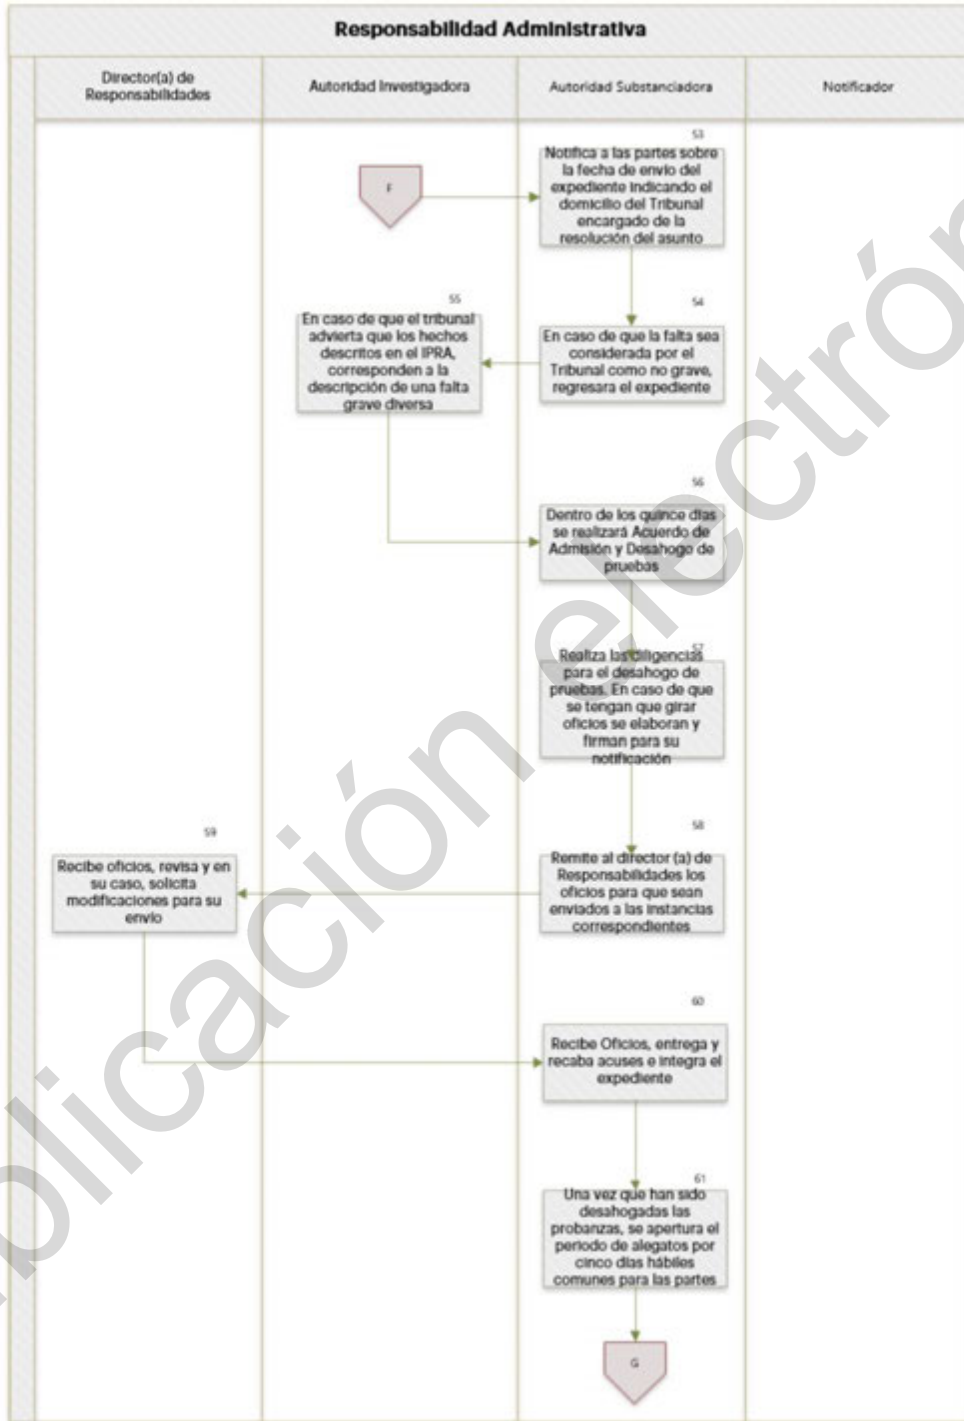 Responsabilidad Administrativa
Director(a) de
Responsabilidades
Autoridad Investigadora
Autoridad Substanciadora
Notificador
F
53
Notifica a las partes sobre
la fecha de envío del
expediente indicando el
domicilio del Tribunal
encargado de la
resolución del asunto
54
En caso de que la falta sea
considerada por el
Tribunal como no grave,
regresara el expediente
55
En caso de que el tribunal
advierta que los hechos
descritos en el IPRA,
corresponden a la
descripción de una falta
grave diversa
56
Dentro de los quince días
se realizará Acuerdo de
Admisión y Desahogo de
pruebas
57
Realiza las diligencias
para el desahogo de
pruebas. En caso de que
se tengan que girar
oficios se elaboran y
firman para su
notificación
58
Remite al director (a) de
Responsabilidades los
oficios para que sean
enviados a las instancias
correspondientes
59
Recibe oficios, revisa y en
su caso, solicita
modificaciones para su
envío
60
Recibe Oficios, entrega y
recaba acuses e integra el
expediente
61
Una vez que han sido
desahogadas las
probanzas, se apertura el
periodo de alegatos por
cinco días hábiles
comunes para las partes
G
plicación electrón